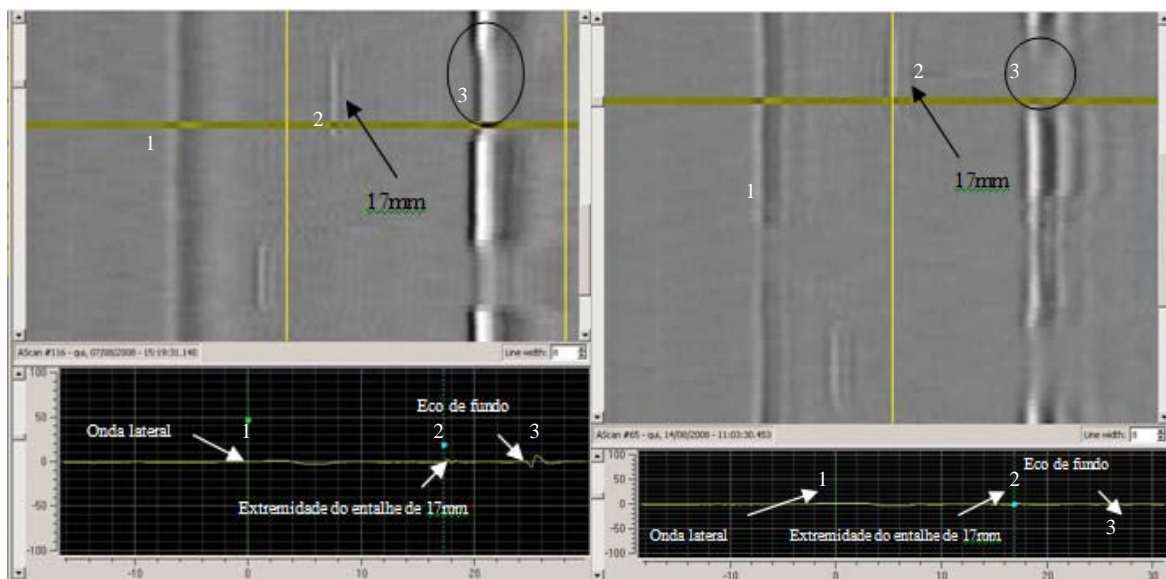 1
2
3
17mm
AScan #116 - qui, 07/08/2008 - 15:19:31.140
Line width: 8
100
50
0
-50
-100
Onda lateral
1
Eco de fundo
2
3
Extremidade do entalhe de 17mm
-10
0
10
20
1
2
3
17mm
AScan #65 - qui, 14/08/2008 - 11:03:30.453
Line width: 8
100
50
0
-50
-100
Onda lateral
1
Extremidade do entalhe de 17mm
2
Eco de fundo
3
-10
0
10
20
30